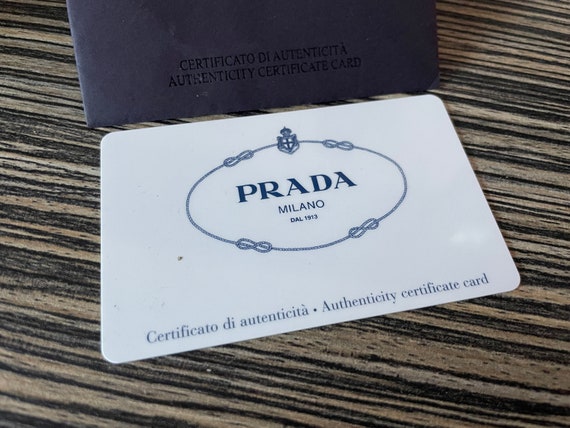 CERTIFICATO DI AUTENTICITÀ
AUTHENTICITY CERTIFICATE CARD
PRADA
MILANO
DAL 1913
Certificato di autenticità • Authenticity certificate card